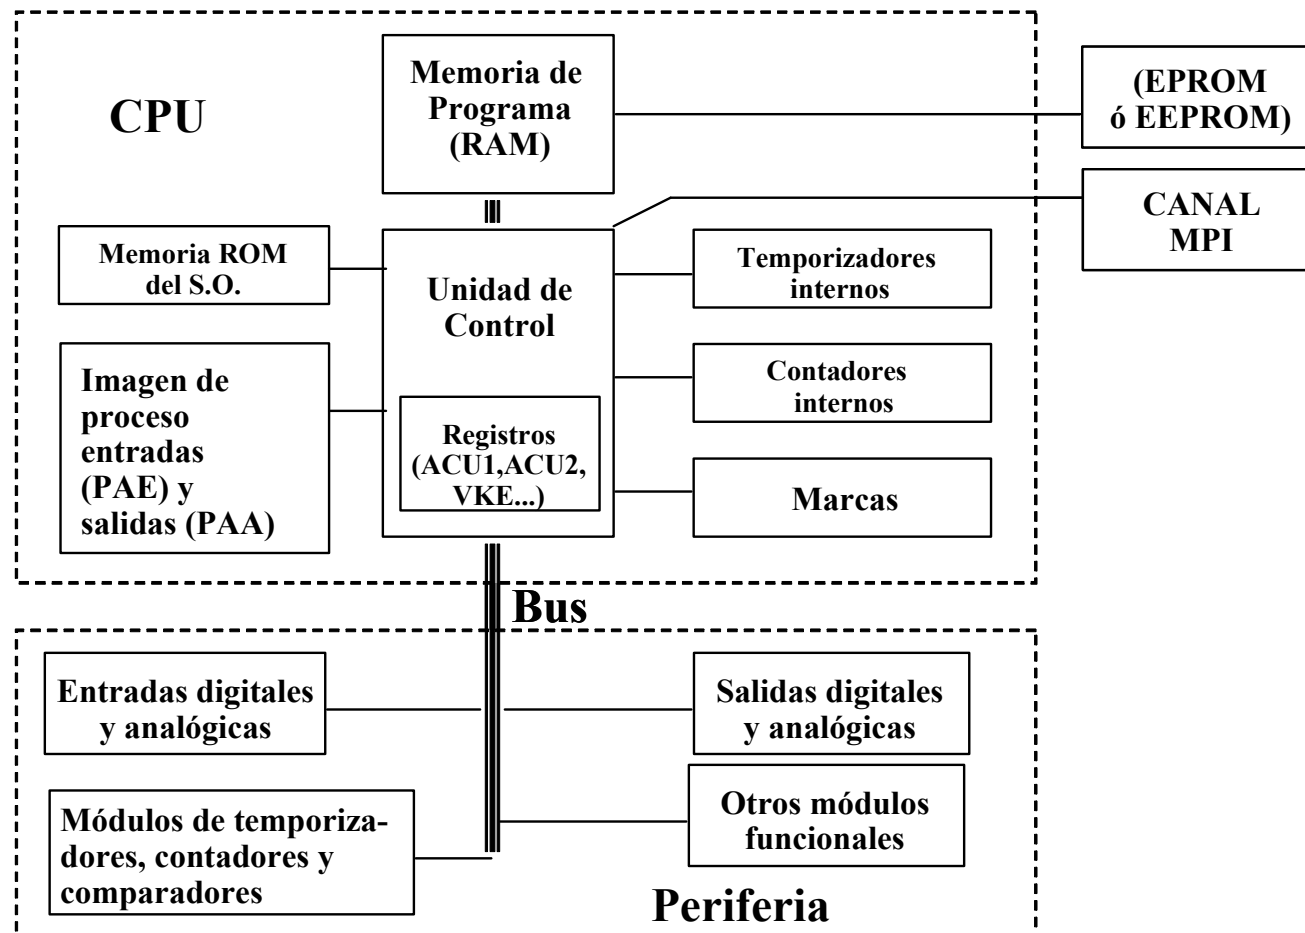 CPU
Memoria de
Programa
(RAM)
(EPROM
ó EEPROM)
CANAL
MPI
Memoria ROM
del S.O.
Unidad de
Control
Temporizadores
internos
Imagen de
proceso
entradas
(PAE) y
salidas (PAA)
Contadores
internos
Registros
(ACU1,ACU2,
VKE...)
Marcas
Bus
Entradas digitales
y analógicas
Salidas digitales
y analógicas
Módulos de temporiza-
dores, contadores y
comparadores
Otros módulos
funcionales
Periferia